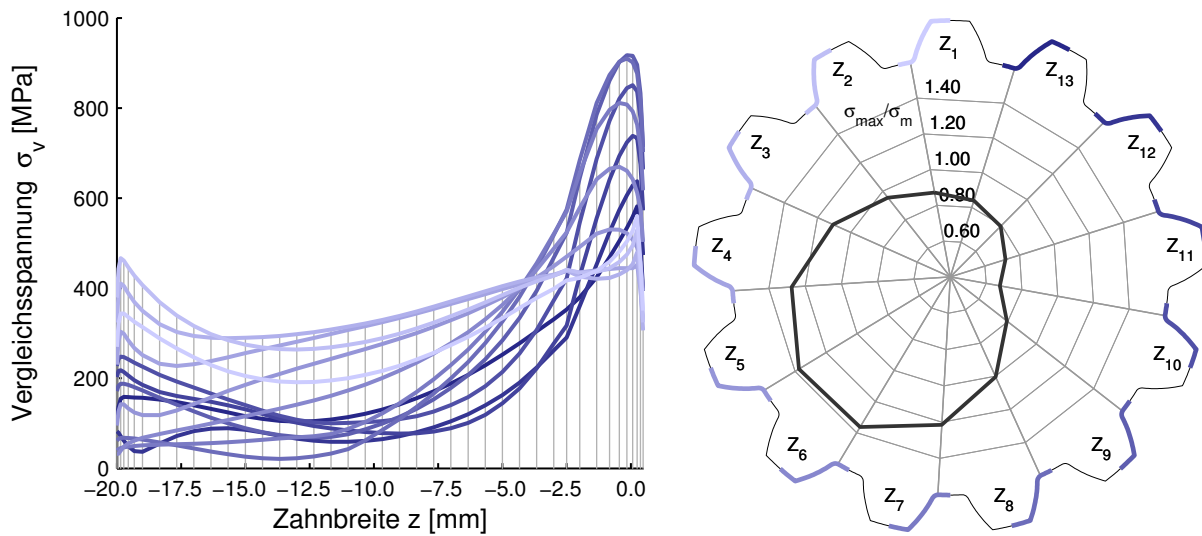 Vergleichsspannung σv [MPa]
1000
800
600
400
200
0
−20.0 −17.5 −15.0 −12.5 −10.0 −7.5 −5.0 −2.5 0.0
Zahnbreite z [mm]
σmax/σm
1.40
1.20
1.00
0.80
0.60
Z1
Z2
Z3
Z4
Z5
Z6
Z7
Z8
Z9
Z10
Z11
Z12
Z13